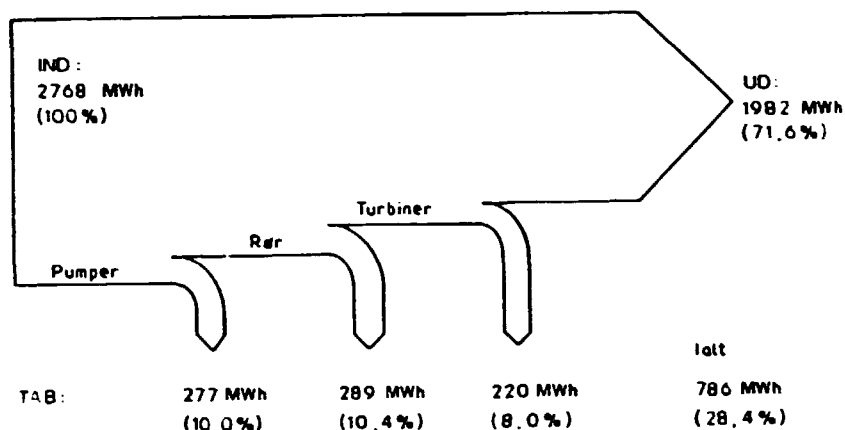 IND:
2768 MWh
(100%)
UD:
1982 MWh
(71,6%)
Turbiner
Rør
Pumper
Ialt
TAB:
277 MWh
289 MWh
220 MWh
786 MWh
(10,0%)
(10,4%)
(8,0%)
(28,4%)